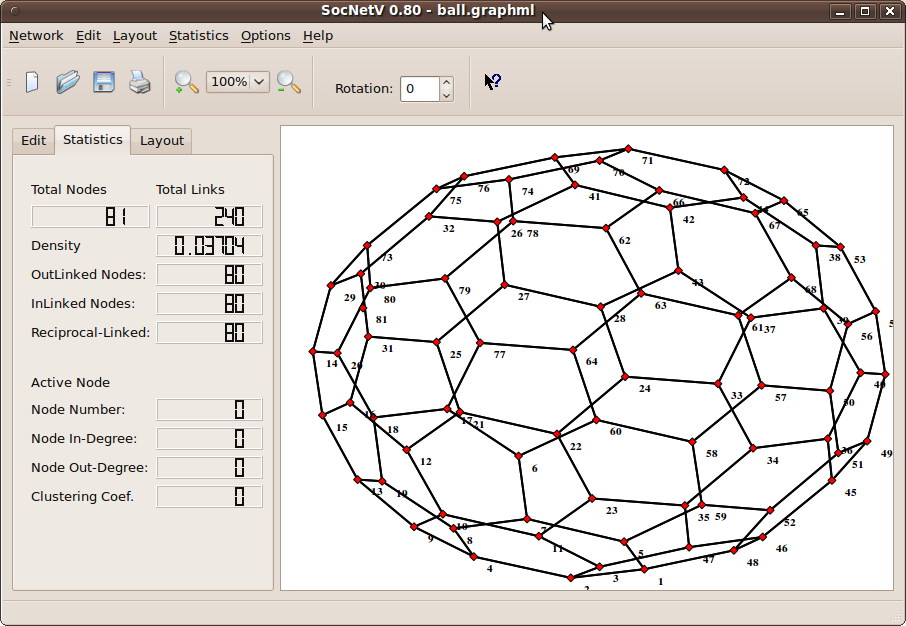 SocNetV 0.80 - ball.graphml
Network Edit Layout Statistics Options Help
100% Rotation: 0
Edit Statistics Layout
Total Nodes Total Links
81 240
Density 0.03704
OutLinked Nodes: 80
InLinked Nodes: 80
Reciprocal-Linked: 80
Active Node
Node Number: 0
Node In-Degree: 0
Node Out-Degree: 0
Clustering Coef. 0
71
69 70
72
76 74
75 41
66 65
42
67
32 26 78
62
73 38 53
79 43
30 68
29 80 27
63
81 28
61 37
56
31 25 77
14 64
20
24 40
33 57
50
15 16
18 17 21
60
22
36
12 58
34
6 51 49
13 19 45
23
35 59
52
10
9 8 7
11 46
5
47
48
4
3 1
2